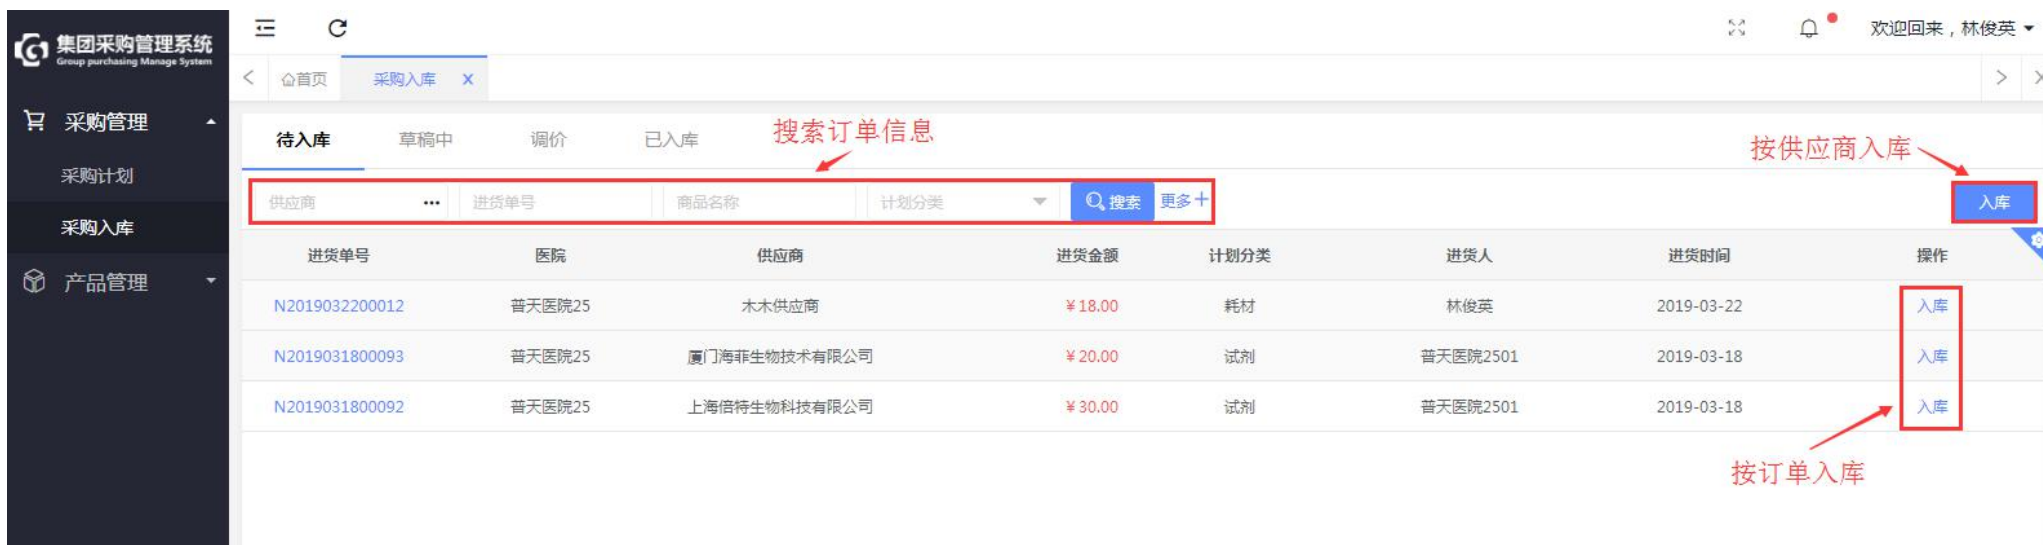 集团采购管理系统
Group purchasing Manage System
欢迎回来，林俊英
首页
采购入库 x
采购管理
采购计划
采购入库
产品管理
待入库 草稿中 调价 已入库
搜索订单信息
按供应商入库
供应商 ••• 进货单号 商品名称 计划分类 搜索 更多+ 入库
进货单号 医院 供应商 进货金额 计划分类 进货人 进货时间 操作
N2019032200012 普天医院25 木木供应商 ￥18.00 耗材 林俊英 2019-03-22 入库
N2019031800093 普天医院25 厦门海菲生物技术有限公司 ￥20.00 试剂 普天医院2501 2019-03-18 入库
N2019031800092 普天医院25 上海倍特生物科技有限公司 ￥30.00 试剂 普天医院2501 2019-03-18 入库
按订单入库